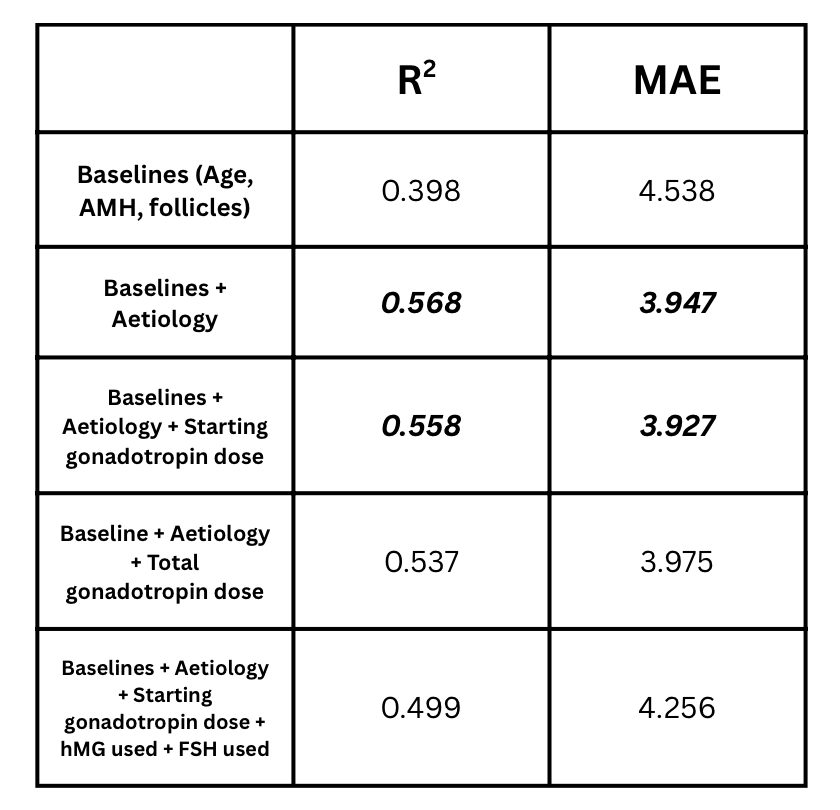 R² MAE
Baselines (Age,
AMH, follicles)
0.398 4.538
Baselines +
Aetiology
0.568 3.947
Baselines +
Aetiology + Starting
gonadotropin dose
0.558 3.927
Baseline + Aetiology
+ Total
gonadotropin dose
0.537 3.975
Baselines + Aetiology
+ Starting
gonadotropin dose +
hMG used + FSH used
0.499 4.256